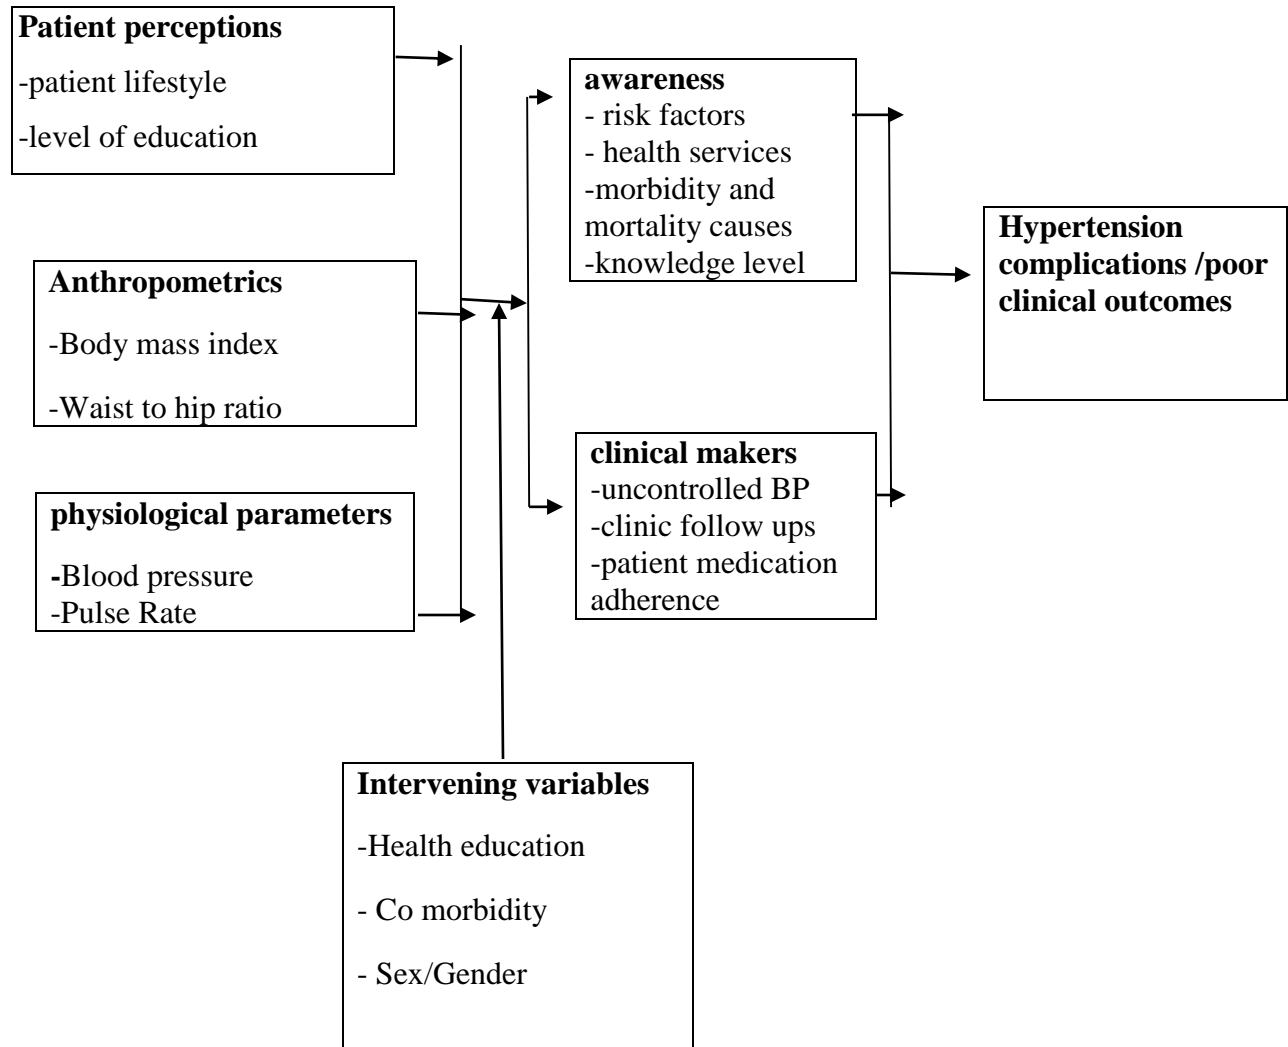 Patient perceptions
-patient lifestyle
-level of education
Anthropometrics
-Body mass index
-Waist to hip ratio
physiological parameters
-Blood pressure
-Pulse Rate
awareness
- risk factors
- health services
-morbidity and
mortality causes
-knowledge level
clinical makers
-uncontrolled BP
-clinic follow ups
-patient medication
adherence
Hypertension
complications /poor
clinical outcomes
Intervening variables
-Health education
- Co morbidity
- Sex/Gender